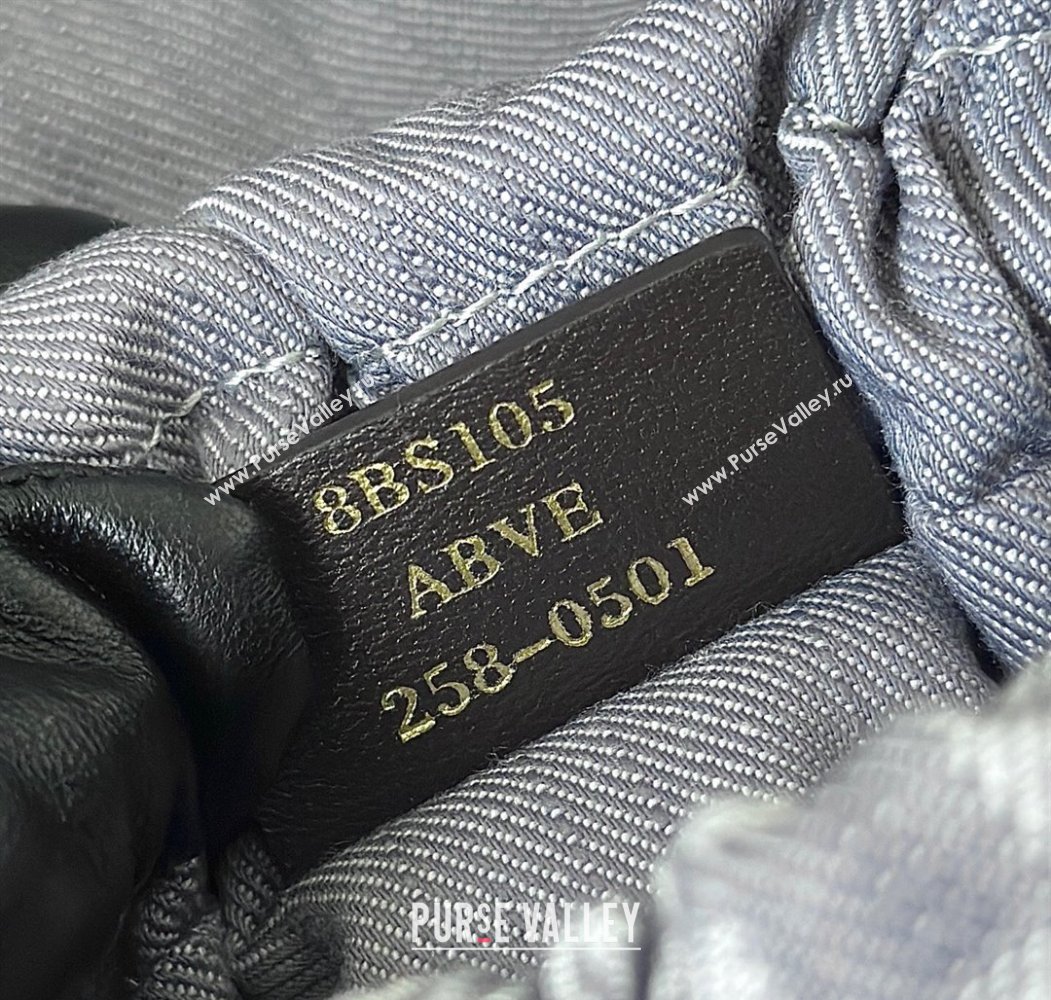 8BS105
ABVE
258-0501
www.PurseValley.ru
www.PurseValley.ru
PURSE VALLEY